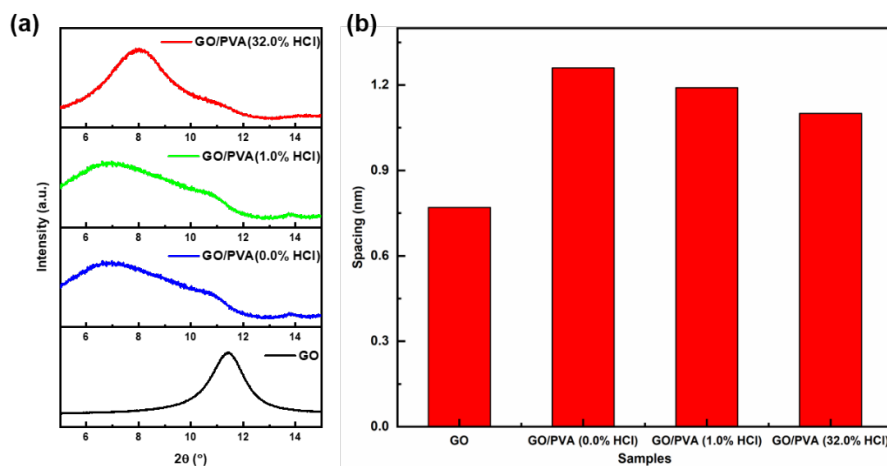 (a)
GO/PVA(32.0% HCl)
6 8 10 12 14
GO/PVA(1.0% HCl)
6 8 10 12 14
GO/PVA(0.0% HCl)
6 8 10 12 14
GO
6 8 10 12 14
2θ (°)
Intensity (a.u.)
(b)
1.2
0.9
0.6
0.3
0.0
Spacing (nm)
GO GO/PVA (0.0% HCl) GO/PVA (1.0% HCl) GO/PVA (32.0% HCl)
Samples